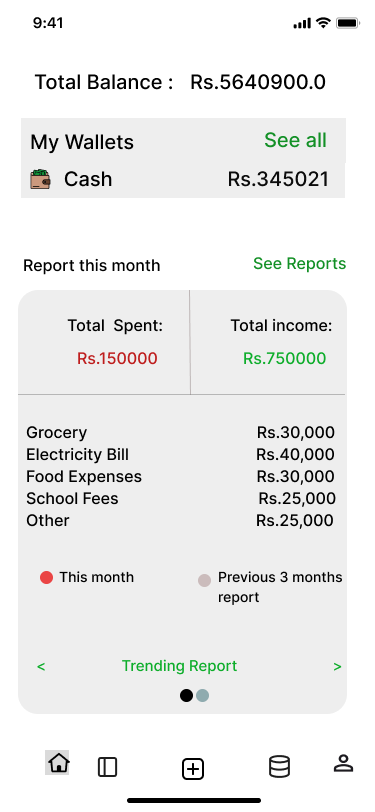 9:41
Total Balance : Rs.5640900.0
My Wallets See all
Cash Rs.345021
Report this month See Reports
Total Spent: Total income:
Rs.150000 Rs.750000
Grocery Rs.30,000
Electricity Bill Rs.40,000
Food Expenses Rs.30,000
School Fees Rs.25,000
Other Rs.25,000
This month Previous 3 months
report
< Trending Report >